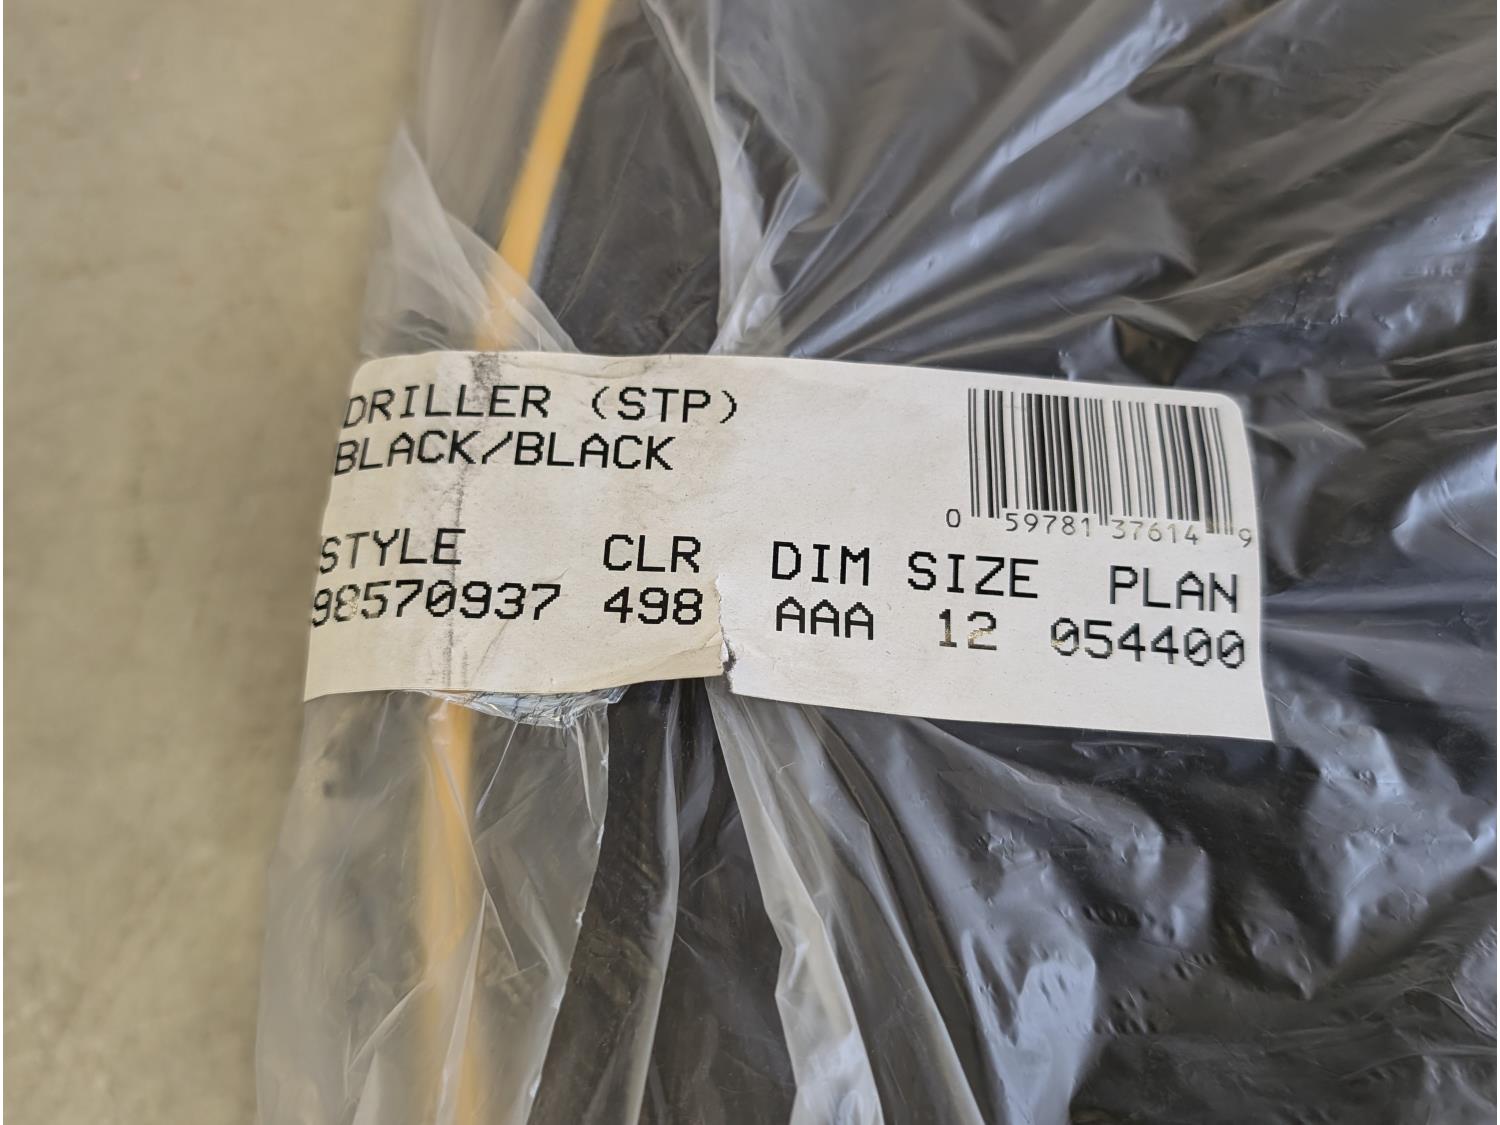 DRILLER (STP)
BLACK/BLACK
0 59781 37614 9
STYLE CLR DIM SIZE PLAN
98570937 498 AAA 12 054400